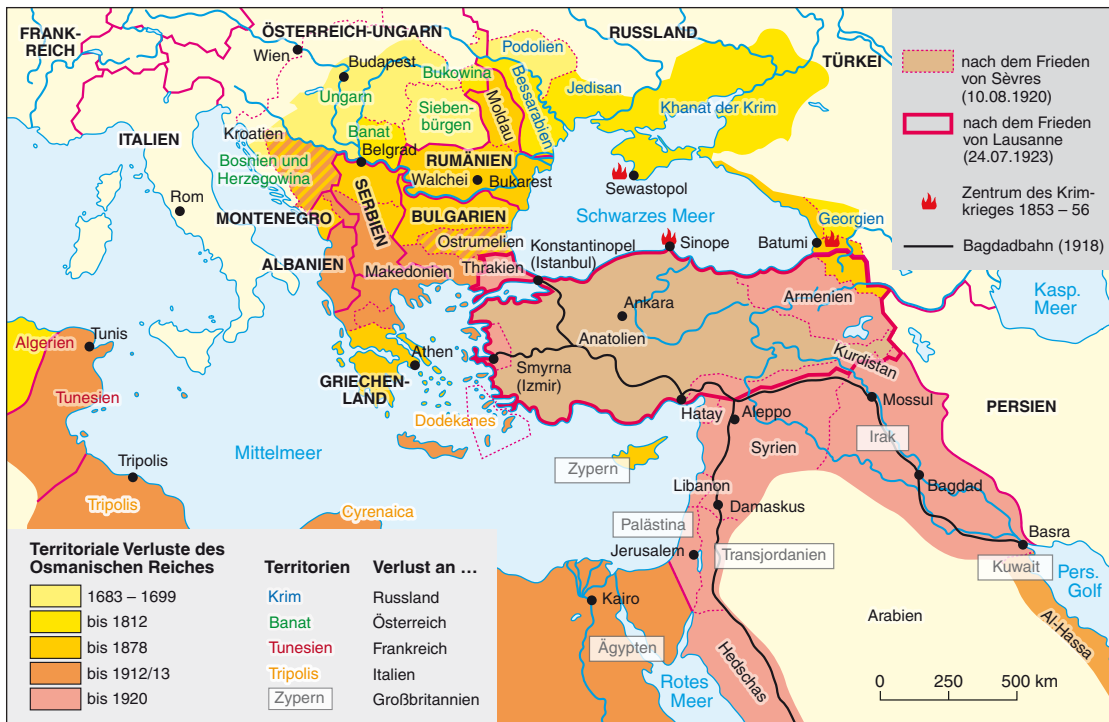 FRANK-
REICH
ÖSTERREICH-UNGARN
Wien
Budapest
Ungarn
Bukowina
Podolien
RUSSLAND
TÜRKEI
Bessarabien
Jedisan
Khanat der Krim
Sieben-
bürgen
Moldau
Banat
Kroatien
Belgrad
Bosnien und
Herzegowina
ITALIEN
Rom
RUMÄNIEN
Walchei
Bukarest
Sewastopol
Schwarzes Meer
Georgien
Batumi
Sinope
MONTENEGRO
SERBIEN
BULGARIEN
Ostrumelien
Konstantinopel
(Istanbul)
ALBANIEN
Makedonien
Thrakien
Armenien
Kasp.
Meer
Ankara
Anatolien
Kurdistan
Algerien
Tunis
Tunesien
Athen
GRIECHEN-
LAND
Smyrna
(Izmir)
Dodekanes
Hatay
Aleppo
Mossul
PERSIEN
Mittelmeer
Zypern
Syrien
Irak
Tripolis
Tripolis
Cyrenaica
Libanon
Damaskus
Bagdad
Palästina
Jerusalem
Transjordanien
Basra
Kuwait
Pers.
Golf
Kairo
Ägypten
Arabien
Al-Hassa
Rotes
Meer
Hedschas
0 250 500 km
nach dem Frieden
von Sèvres
(10.08.1920)
nach dem Frieden
von Lausanne
(24.07.1923)
Zentrum des Krim-
krieges 1853 – 56
Bagdadbahn (1918)
Territoriale Verluste des
Osmanischen Reiches
1683 – 1699
bis 1812
bis 1878
bis 1912/13
bis 1920
Territorien
Krim
Banat
Tunesien
Tripolis
Zypern
Verlust an ...
Russland
Österreich
Frankreich
Italien
Großbritannien